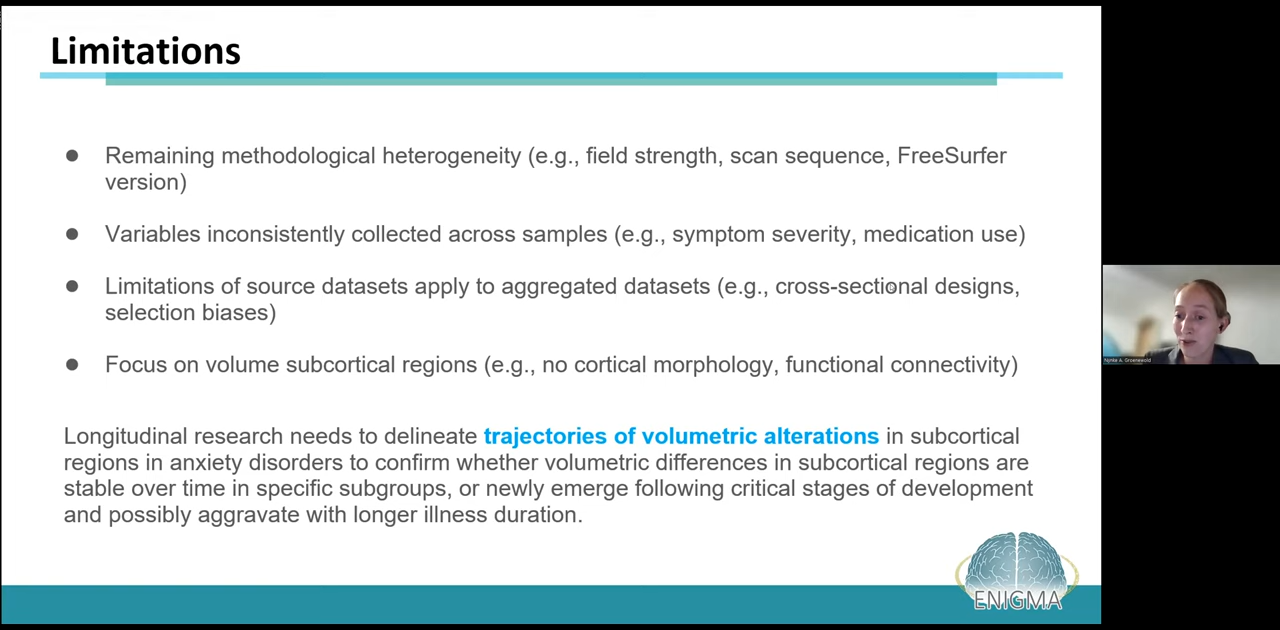 Limitations
● Remaining methodological heterogeneity (e.g., field strength, scan sequence, FreeSurfer
version)
● Variables inconsistently collected across samples (e.g., symptom severity, medication use)
● Limitations of source datasets apply to aggregated datasets (e.g., cross-sectional designs,
selection biases)
● Focus on volume subcortical regions (e.g., no cortical morphology, functional connectivity)
Longitudinal research needs to delineate trajectories of volumetric alterations in subcortical
regions in anxiety disorders to confirm whether volumetric differences in subcortical regions are
stable over time in specific subgroups, or newly emerge following critical stages of development
and possibly aggravate with longer illness duration.
ENIGMA
Nynke A. Groenewold